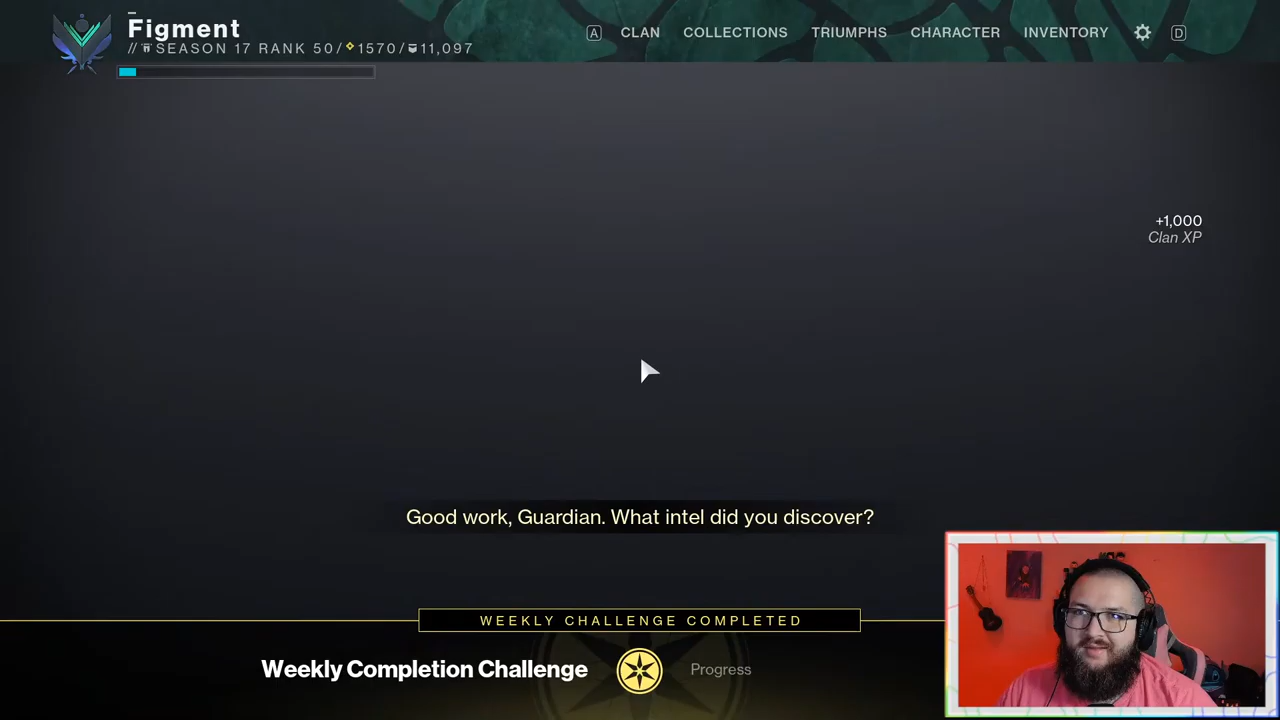 Figment
// SEASON 17 RANK 50/1570/11,097
A
CLAN
COLLECTIONS
TRIUMPHS
CHARACTER
INVENTORY
D
+1,000
Clan XP
Good work, Guardian. What intel did you discover?
WEEKLY CHALLENGE COMPLETED
Weekly Completion Challenge
Progress